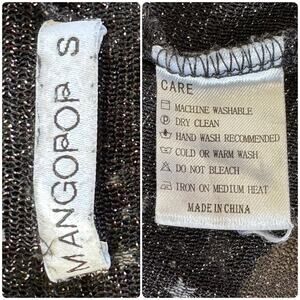 MANGOPOP S
CARE
MACHINE WASHABLE
DRY CLEAN
HAND WASH RECOMMENDED
COLD OR WARM WASH
DO NOT BLEACH
IRON ON MEDIUM HEAT
MADE IN CHINA